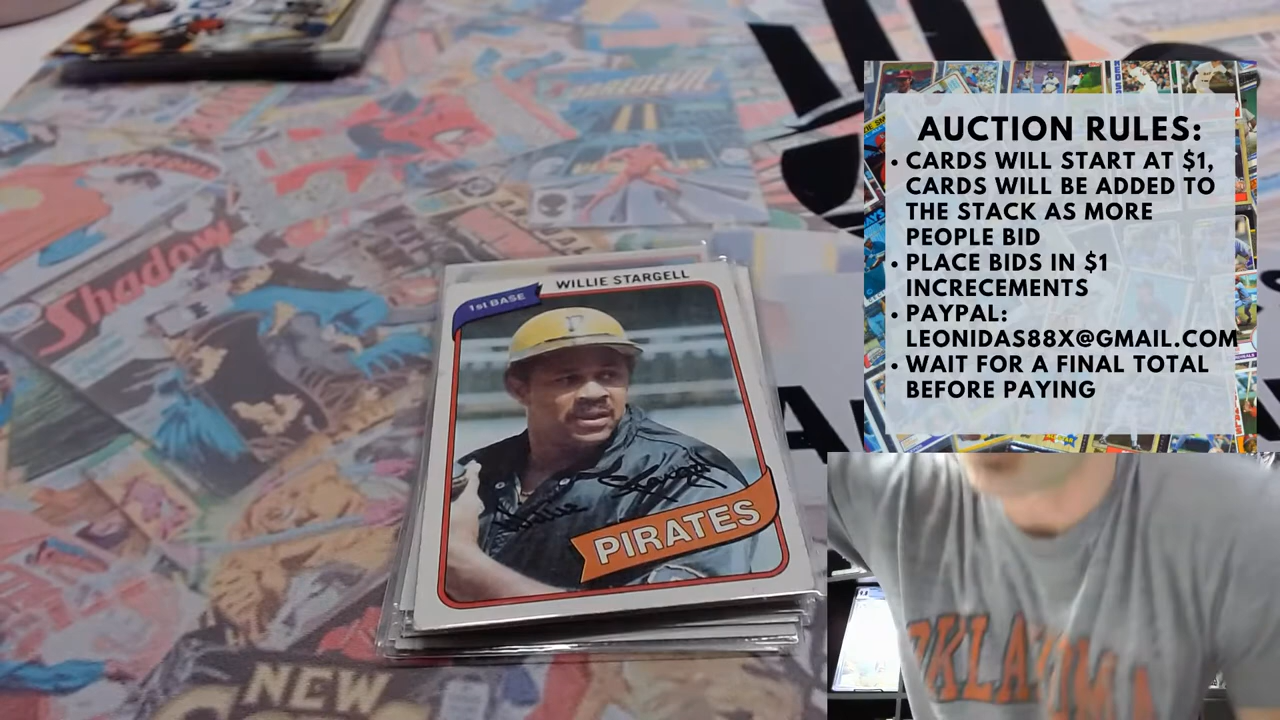 AUCTION RULES:
• CARDS WILL START AT $1,
CARDS WILL BE ADDED TO
THE STACK AS MORE
PEOPLE BID
• PLACE BIDS IN $1
INCRECEMENTS
• PAYPAL:
LEONIDAS88X@GMAIL.COM
• WAIT FOR A FINAL TOTAL
BEFORE PAYING
WILLIE STARGELL
1st BASE
Willie Stargell
PIRATES
Shadow
NEW